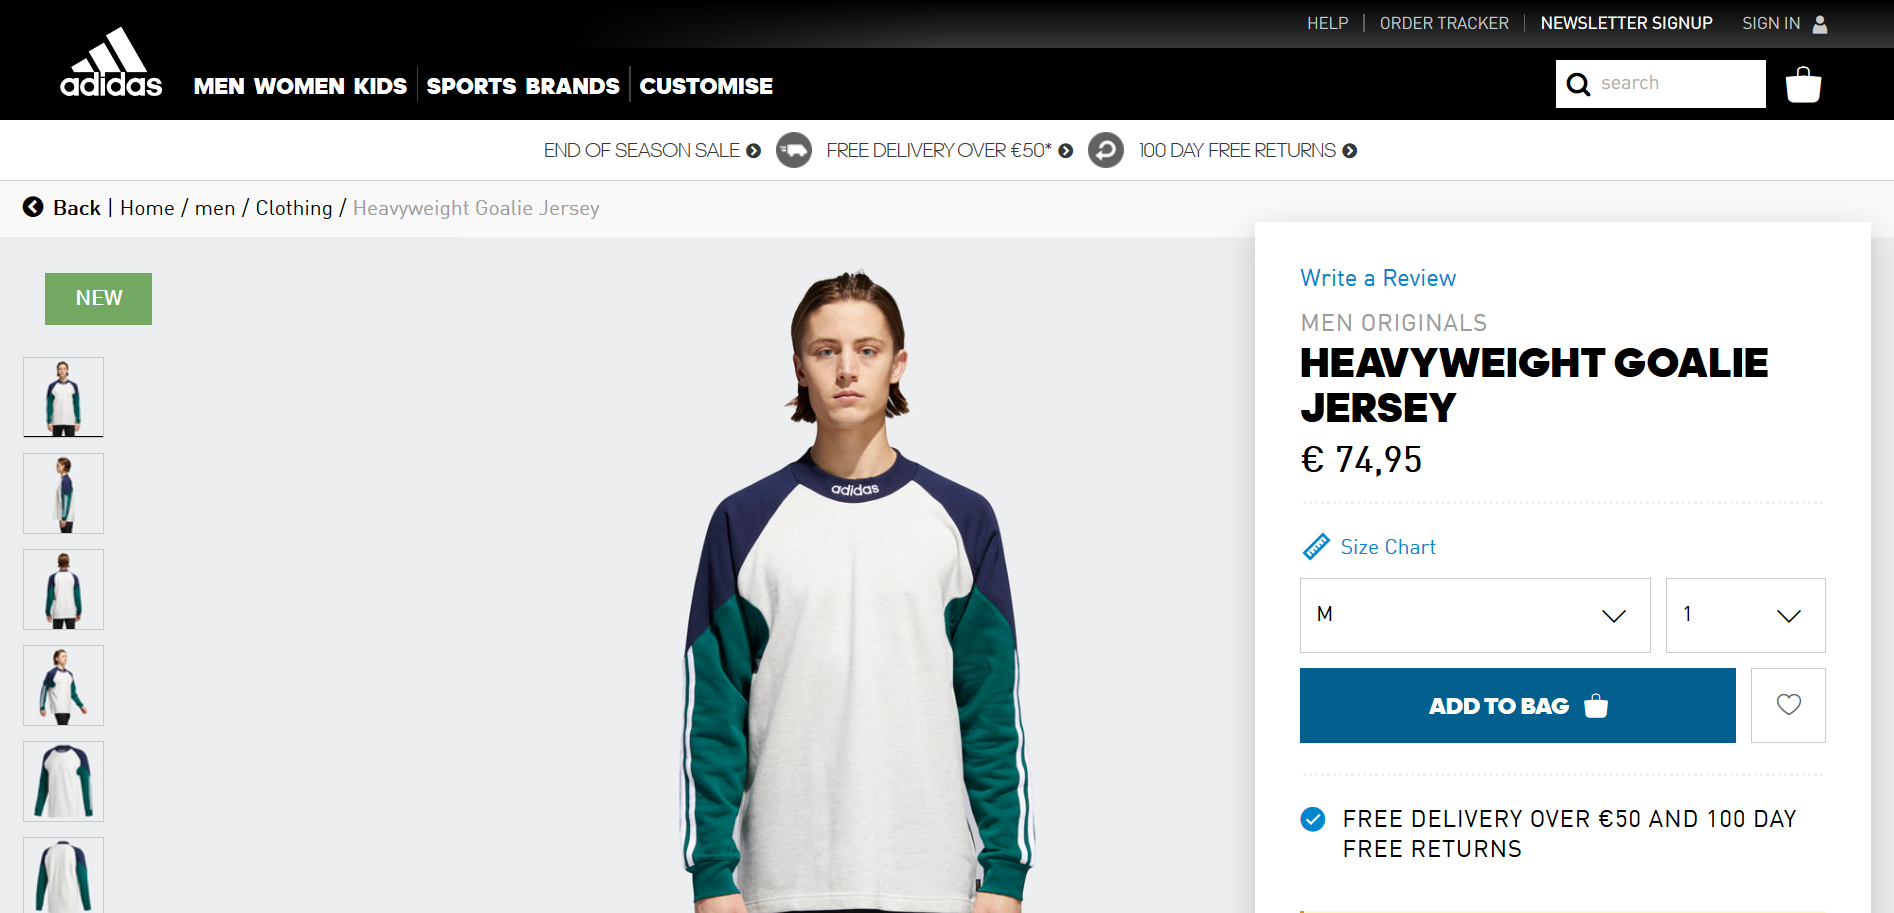 HELP | ORDER TRACKER | NEWSLETTER SIGNUP SIGN IN
adidas
MEN WOMEN KIDS SPORTS BRANDS CUSTOMISE
search
END OF SEASON SALE FREE DELIVERY OVER €50* 100 DAY FREE RETURNS
Back | Home / men / Clothing / Heavyweight Goalie Jersey
NEW
adidas
Write a Review
MEN ORIGINALS
HEAVYWEIGHT GOALIE
JERSEY
€ 74,95
Size Chart
M 1
ADD TO BAG
FREE DELIVERY OVER €50 AND 100 DAY
FREE RETURNS